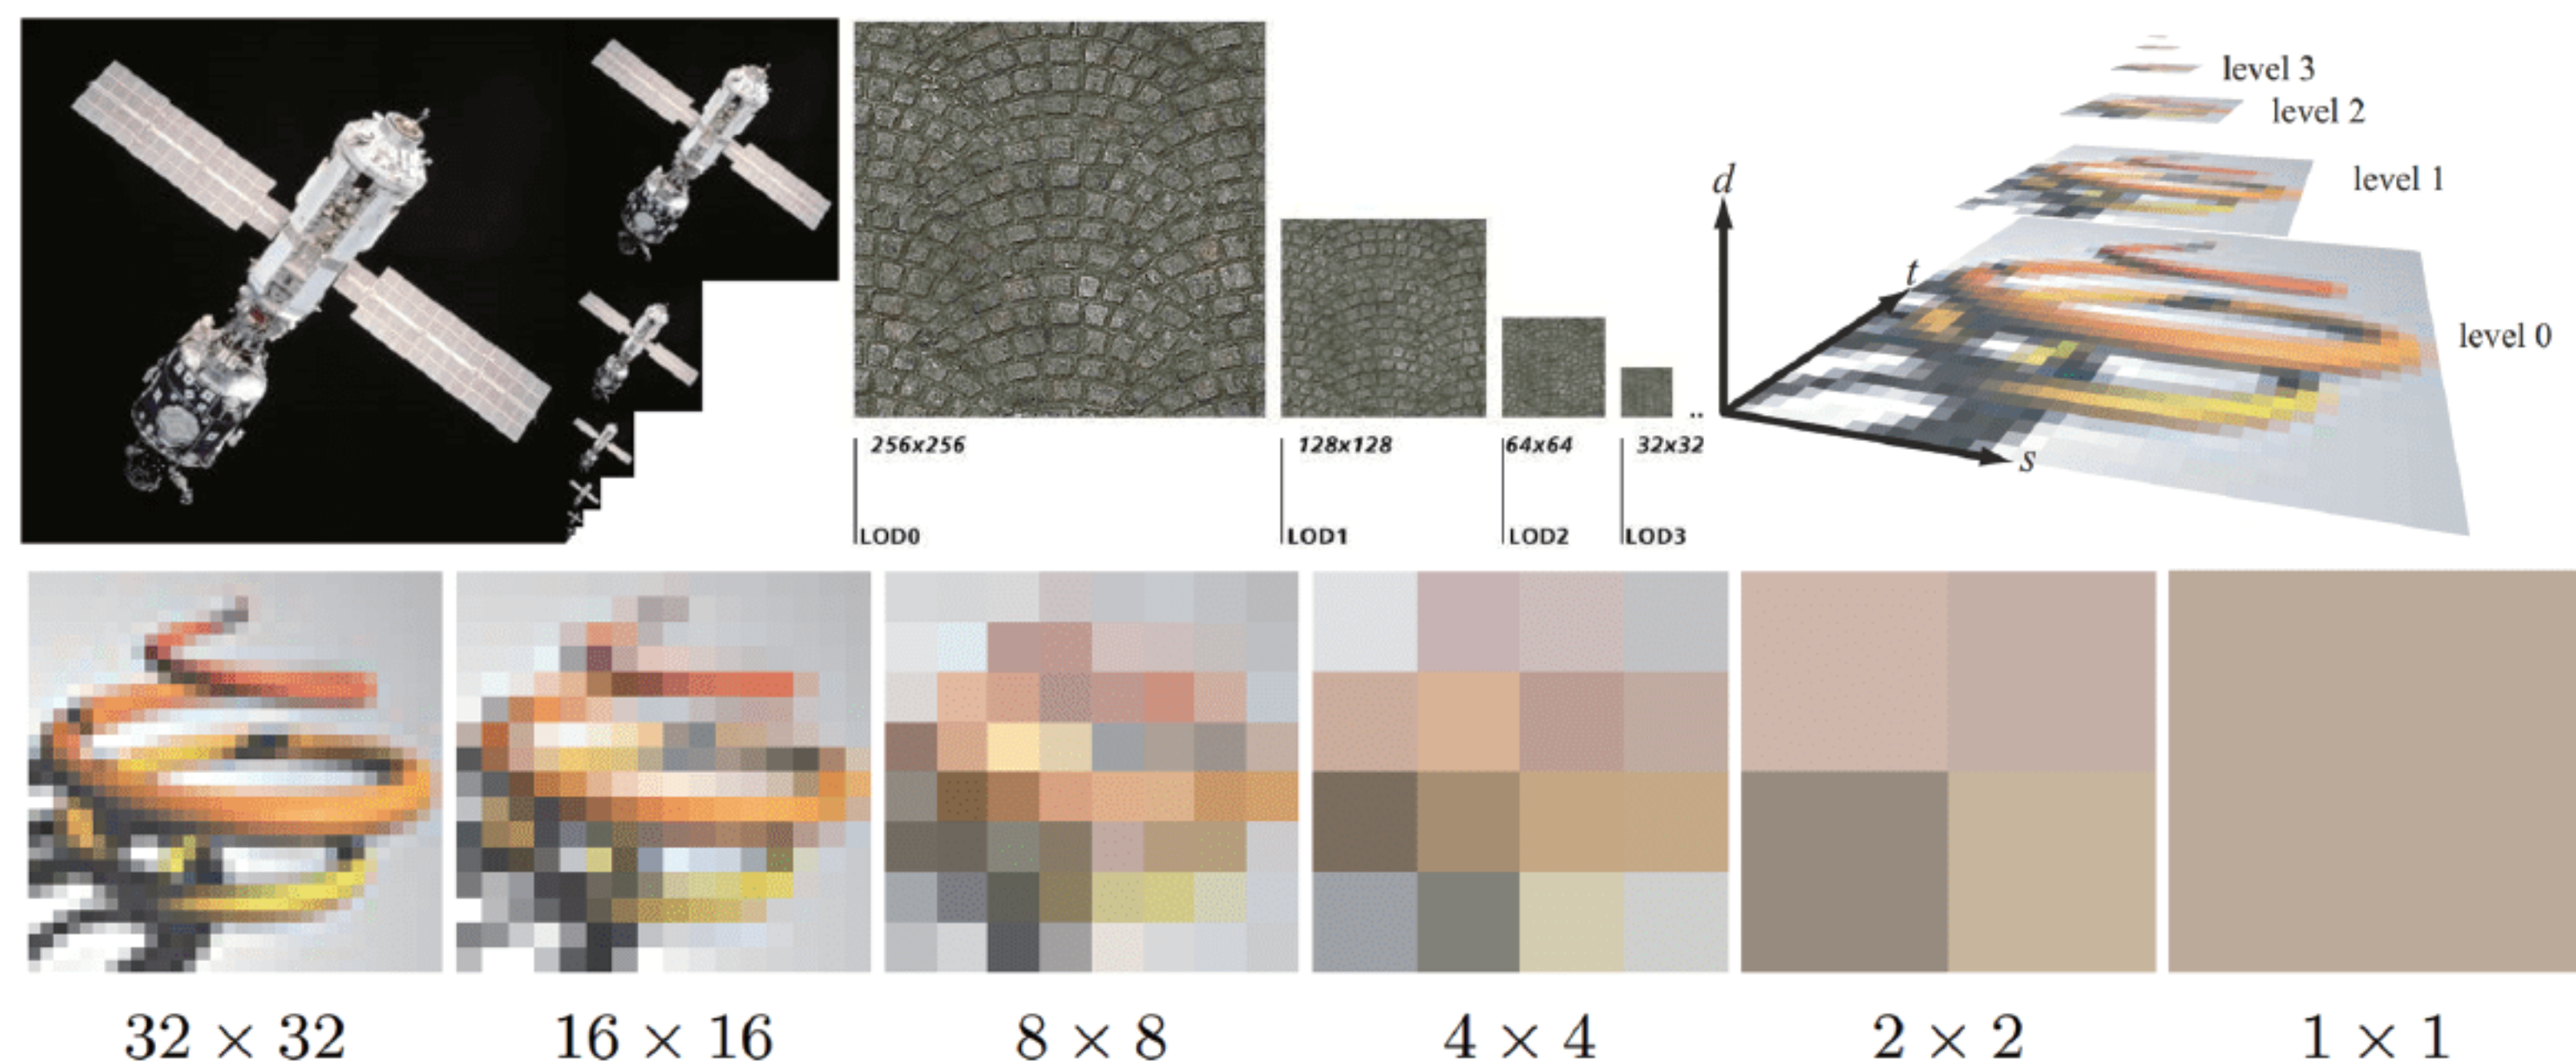 level 3
level 2
level 1
d
t
level 0
s
256x256
128x128
64x64
32x32
..
LOD0
LOD1
LOD2
LOD3
32 × 32
16 × 16
8 × 8
4 × 4
2 × 2
1 × 1